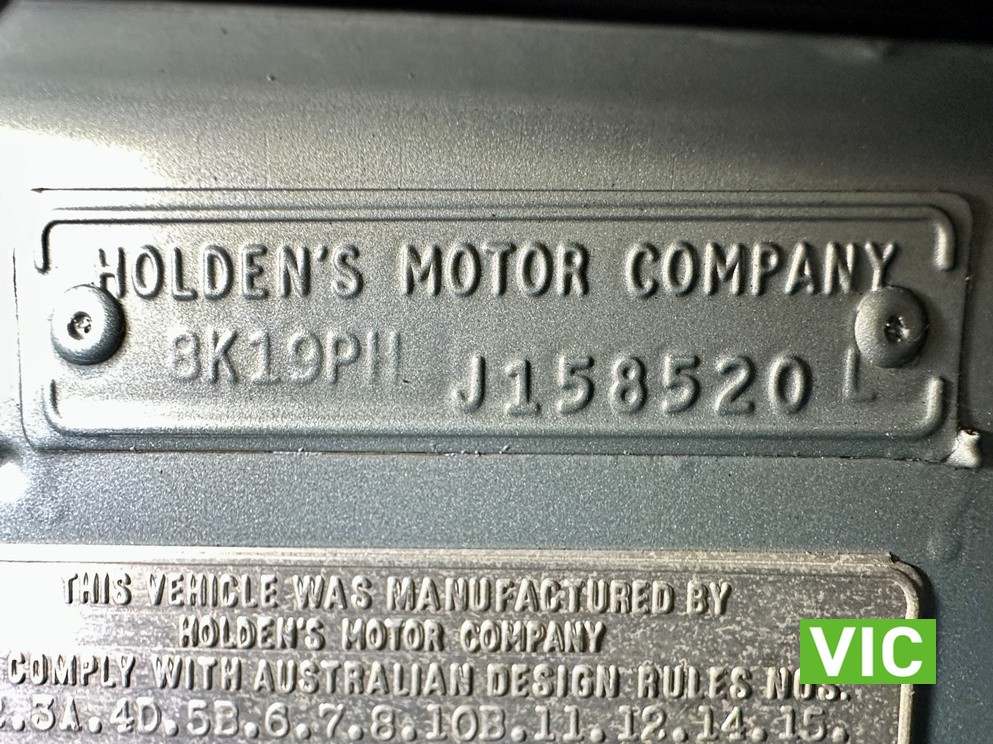 HOLDEN'S MOTOR COMPANY
8K19PH J158520 L
THIS VEHICLE WAS MANUFACTURED BY
HOLDEN'S MOTOR COMPANY
COMPLY WITH AUSTRALIAN DESIGN RULES NOS.
2.3A.4D.5B.6.7.8.10B.11.12.14.15.
VIC